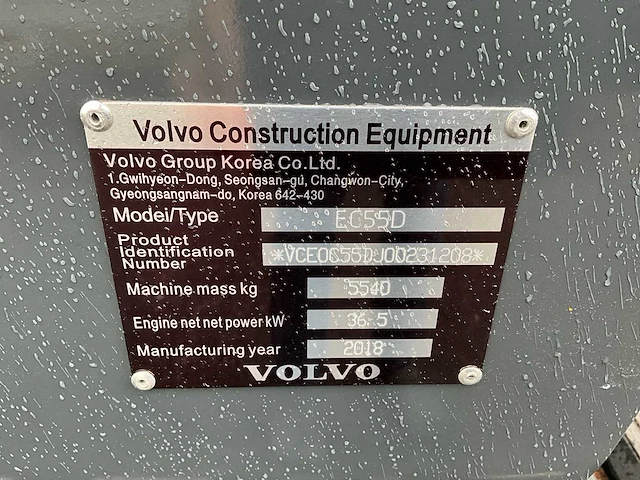 Volvo Construction Equipment
Volvo Group Korea Co.Ltd.
1.Gwihyeon-Dong, Seongsan-gu, Changwon-City,
Gyeongsangnam-do, Korea 642-430
Model/Type EC55D
Product
Identification
Number *VCE0C55DJ00231208*
Machine mass kg 5540
Engine net net power kW 36.5
Manufacturing year 2018
VOLVO